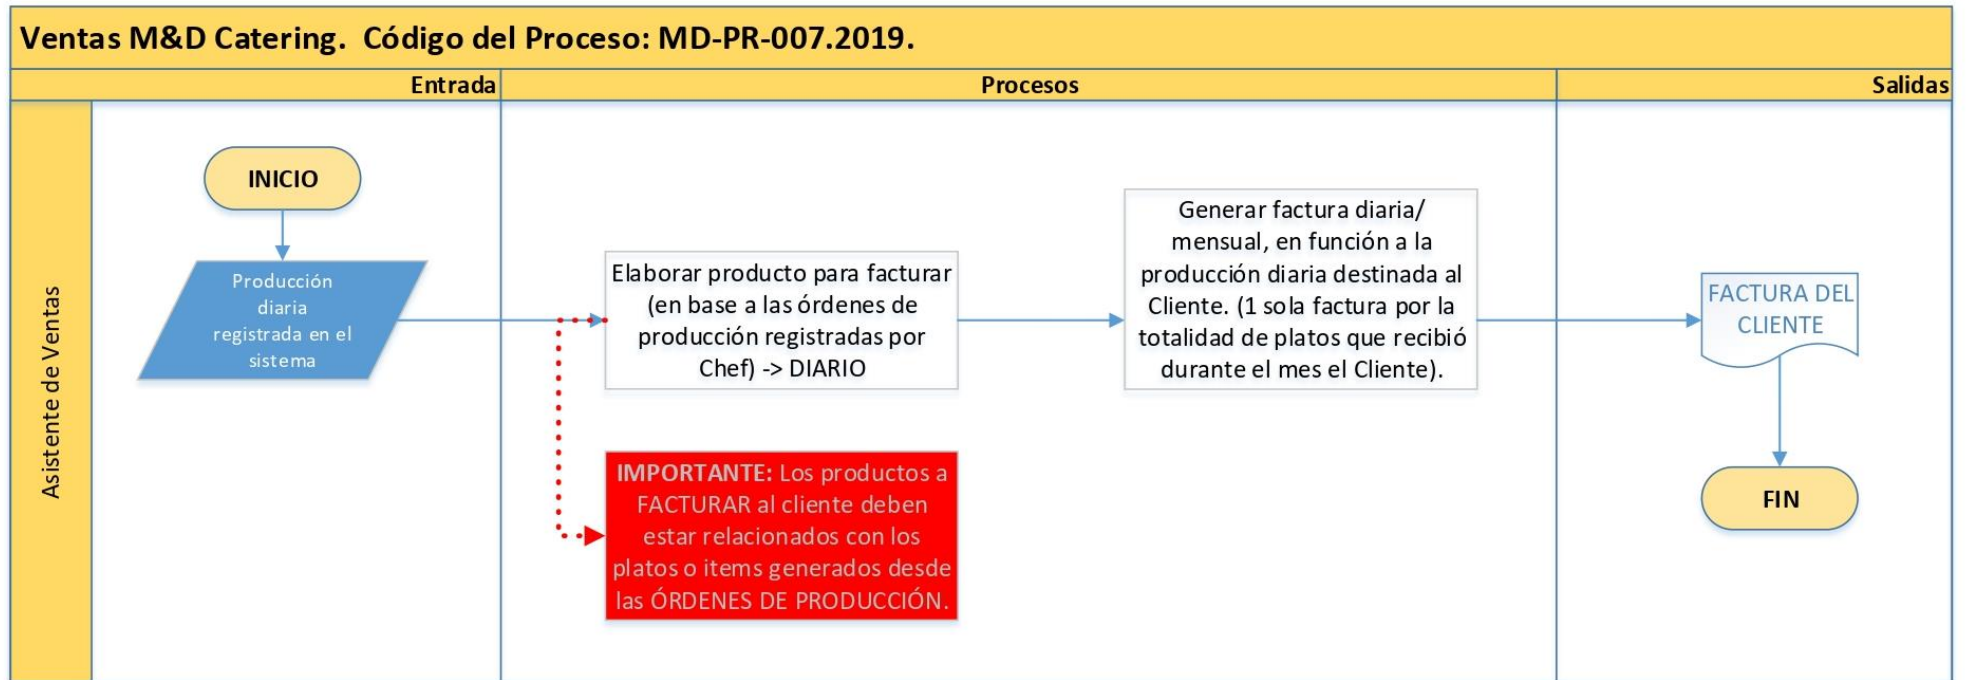 Ventas M&D Catering.  Código del Proceso: MD-PR-007.2019.
Entrada
Procesos
Salidas
Asistente de Ventas
INICIO
Producción
diaria
registrada en el
sistema
Elaborar producto para facturar
(en base a las órdenes de
producción registradas por
Chef) -> DIARIO
IMPORTANTE: Los productos a
FACTURAR al cliente deben
estar relacionados con los
platos o items generados desde
las ÓRDENES DE PRODUCCIÓN.
Generar factura diaria/
mensual, en función a la
producción diaria destinada al
Cliente. (1 sola factura por la
totalidad de platos que recibió
durante el mes el Cliente).
FACTURA DEL
CLIENTE
FIN